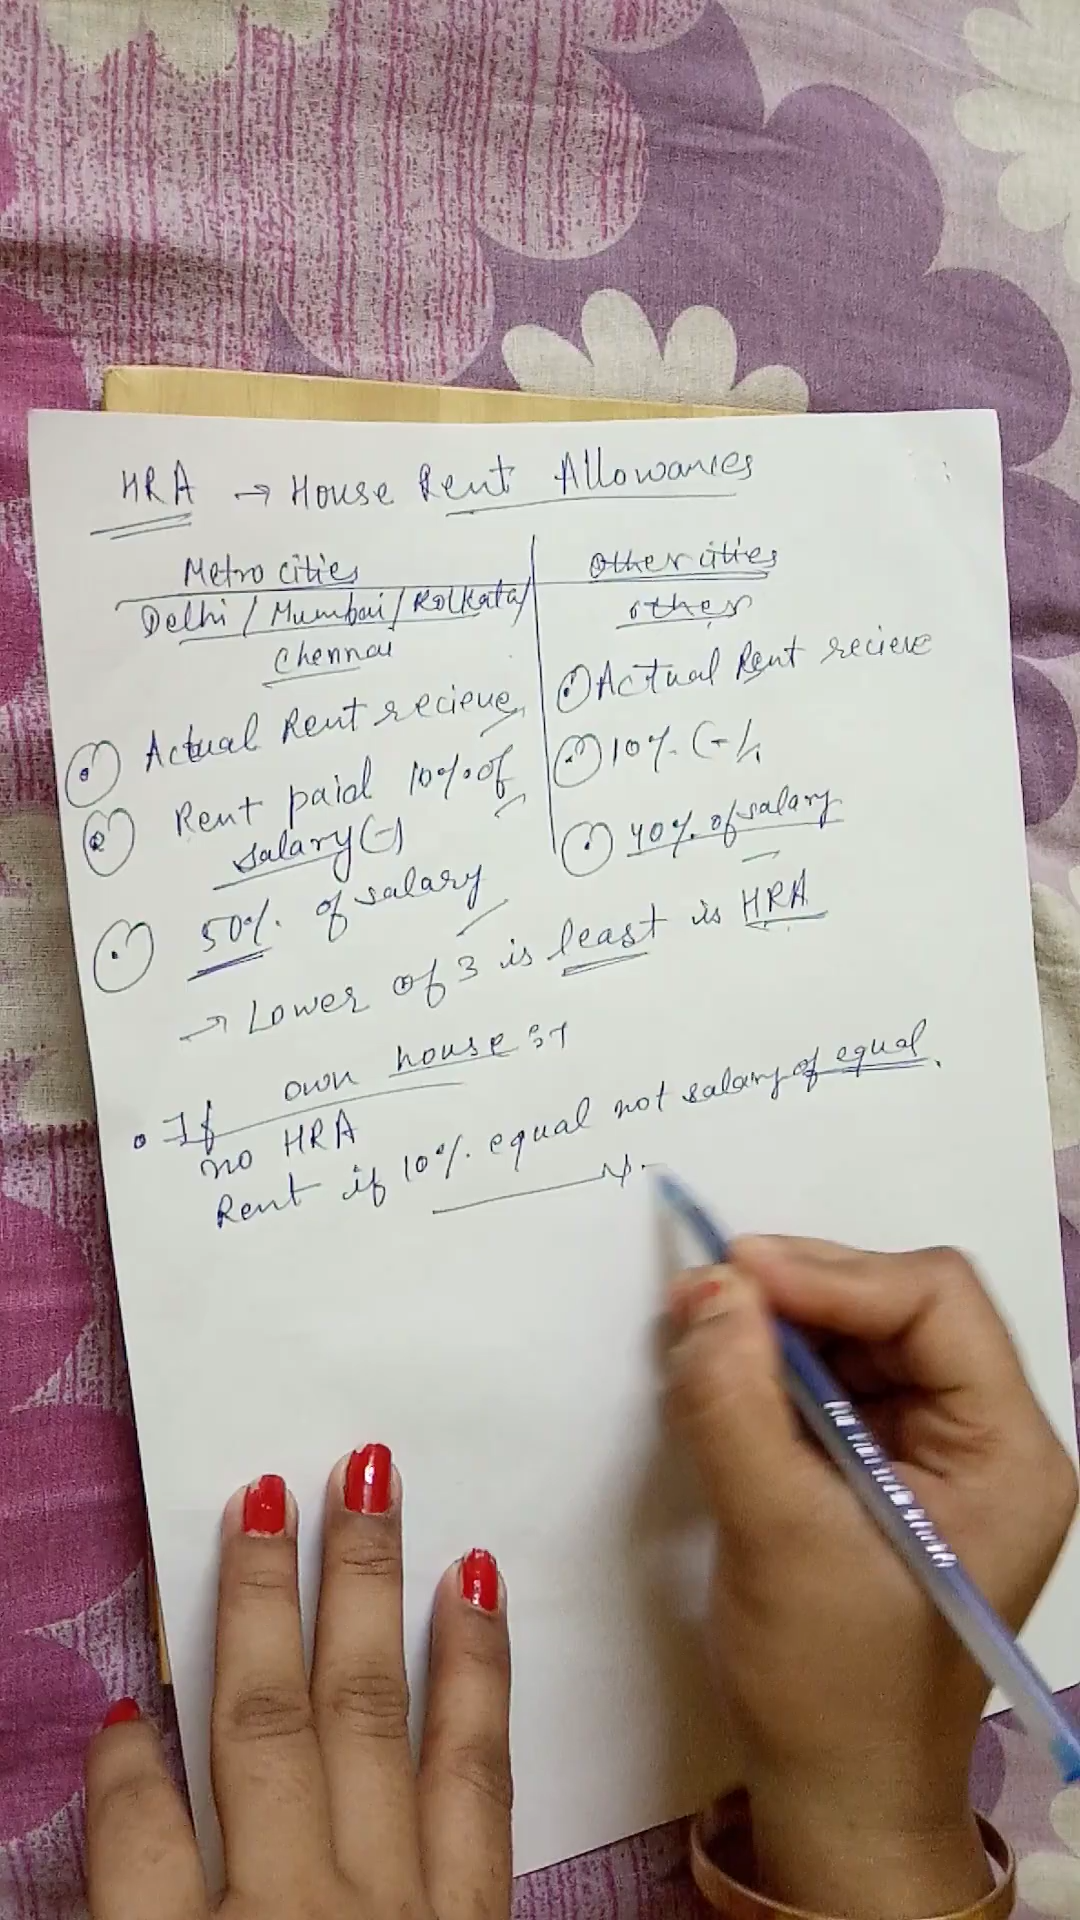 HRA → House Rent Allowances
Metro cities
Delhi / Mumbai / Kolkata /
Chennai
Actual Rent recieve
Rent paid 10% of
salary (-)
50% of salary
Other cities
other
Actual Rent recieve
10% (-)
40% of salary
→ Lower of 3 is least is HRA
• If own house
no HRA
Rent if 10% equal not salary of equal.